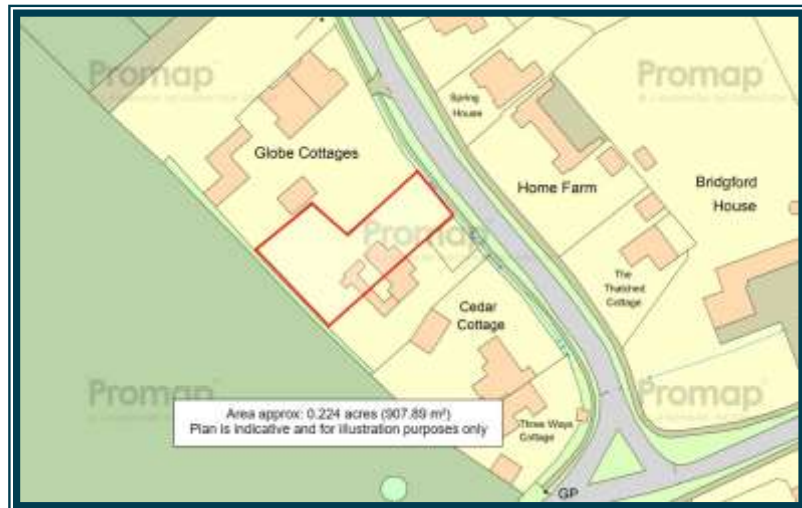 Promap
Promap
Spring
House
Globe Cottages
Home Farm
Bridgford
House
Promap
The
Thatched
Cottage
Cedar
Cottage
Promap
Promap
Area approx: 0.224 acres (907.89 m²)
Plan is indicative and for illustration purposes only
Three Ways
Cottage
GP